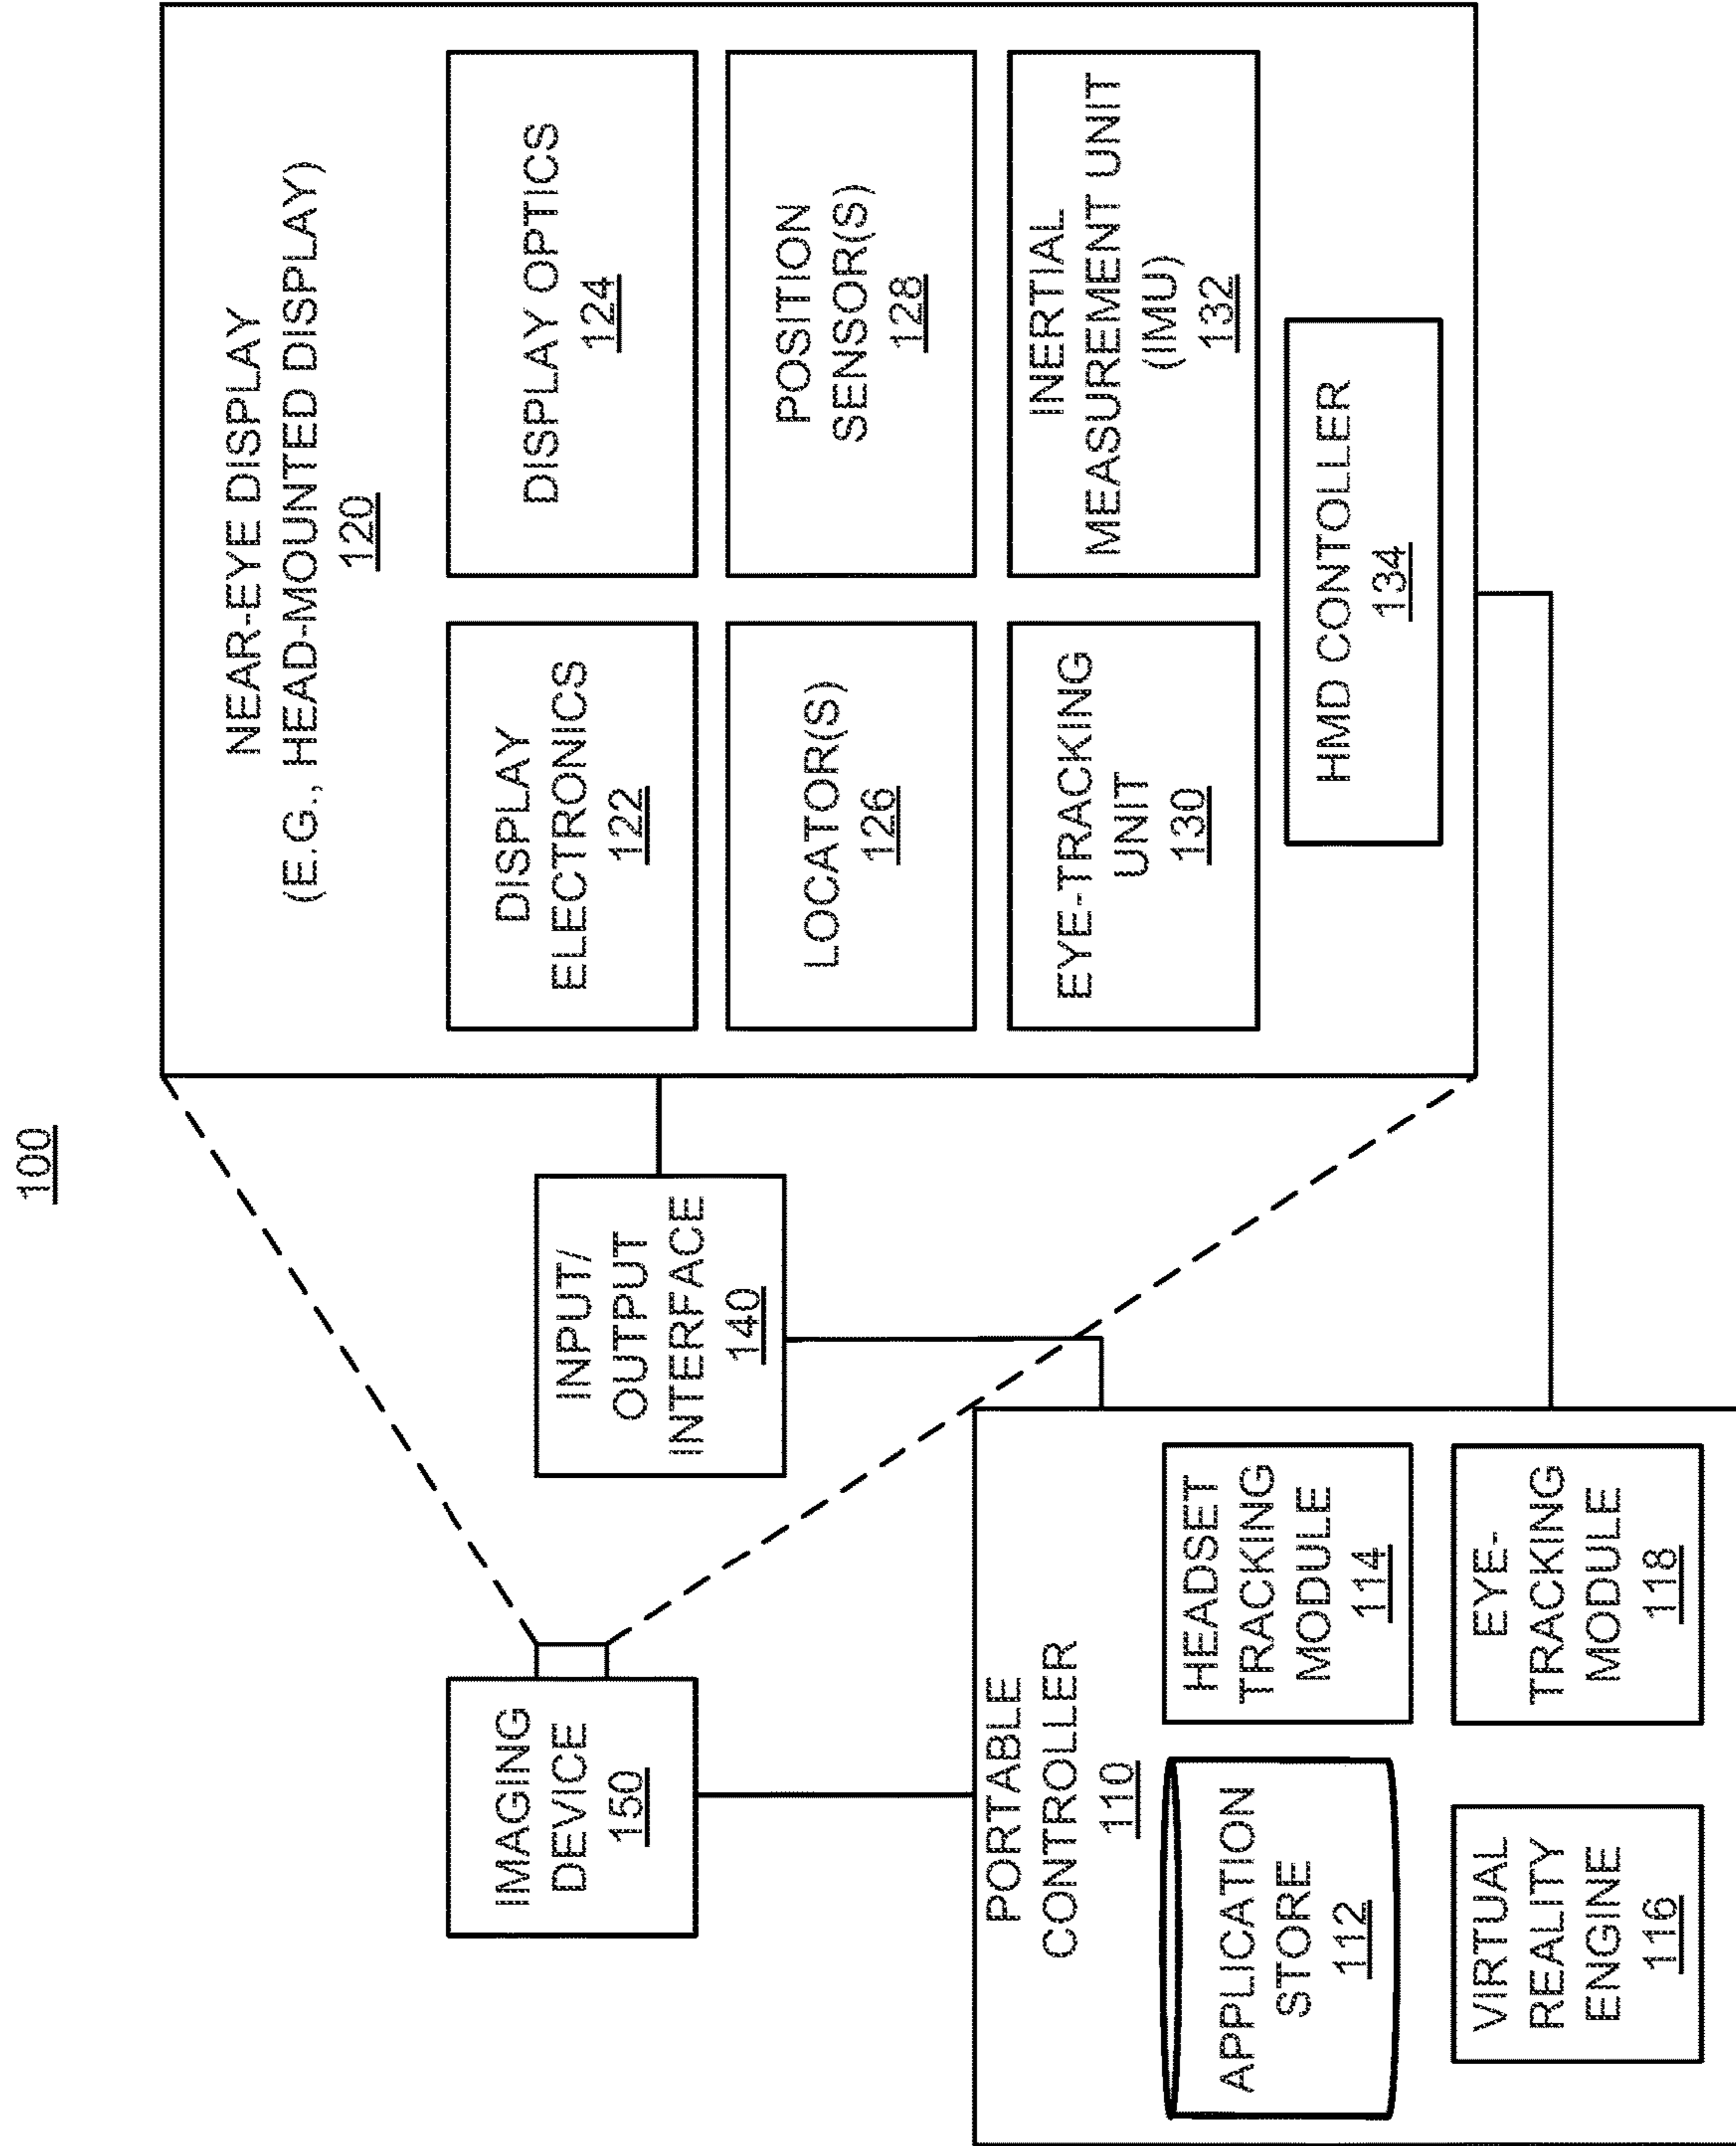 100
IMAGING
DEVICE
150
INPUT/
OUTPUT
INTERFACE
140
NEAR-EYE DISPLAY
(E.G., HEAD-MOUNTED DISPLAY)
120
DISPLAY
ELECTRONICS
122
DISPLAY OPTICS
124
LOCATOR(S)
126
POSITION
SENSOR(S)
128
EYE-TRACKING
UNIT
130
INERTIAL
MEASUREMENT UNIT
(IMU)
132
HMD CONTOLLER
134
PORTABLE
CONTROLLER
110
APPLICATION
STORE
112
HEADSET
TRACKING
MODULE
114
VIRTUAL
REALITY
ENGINE
116
EYE-
TRACKING
MODULE
118